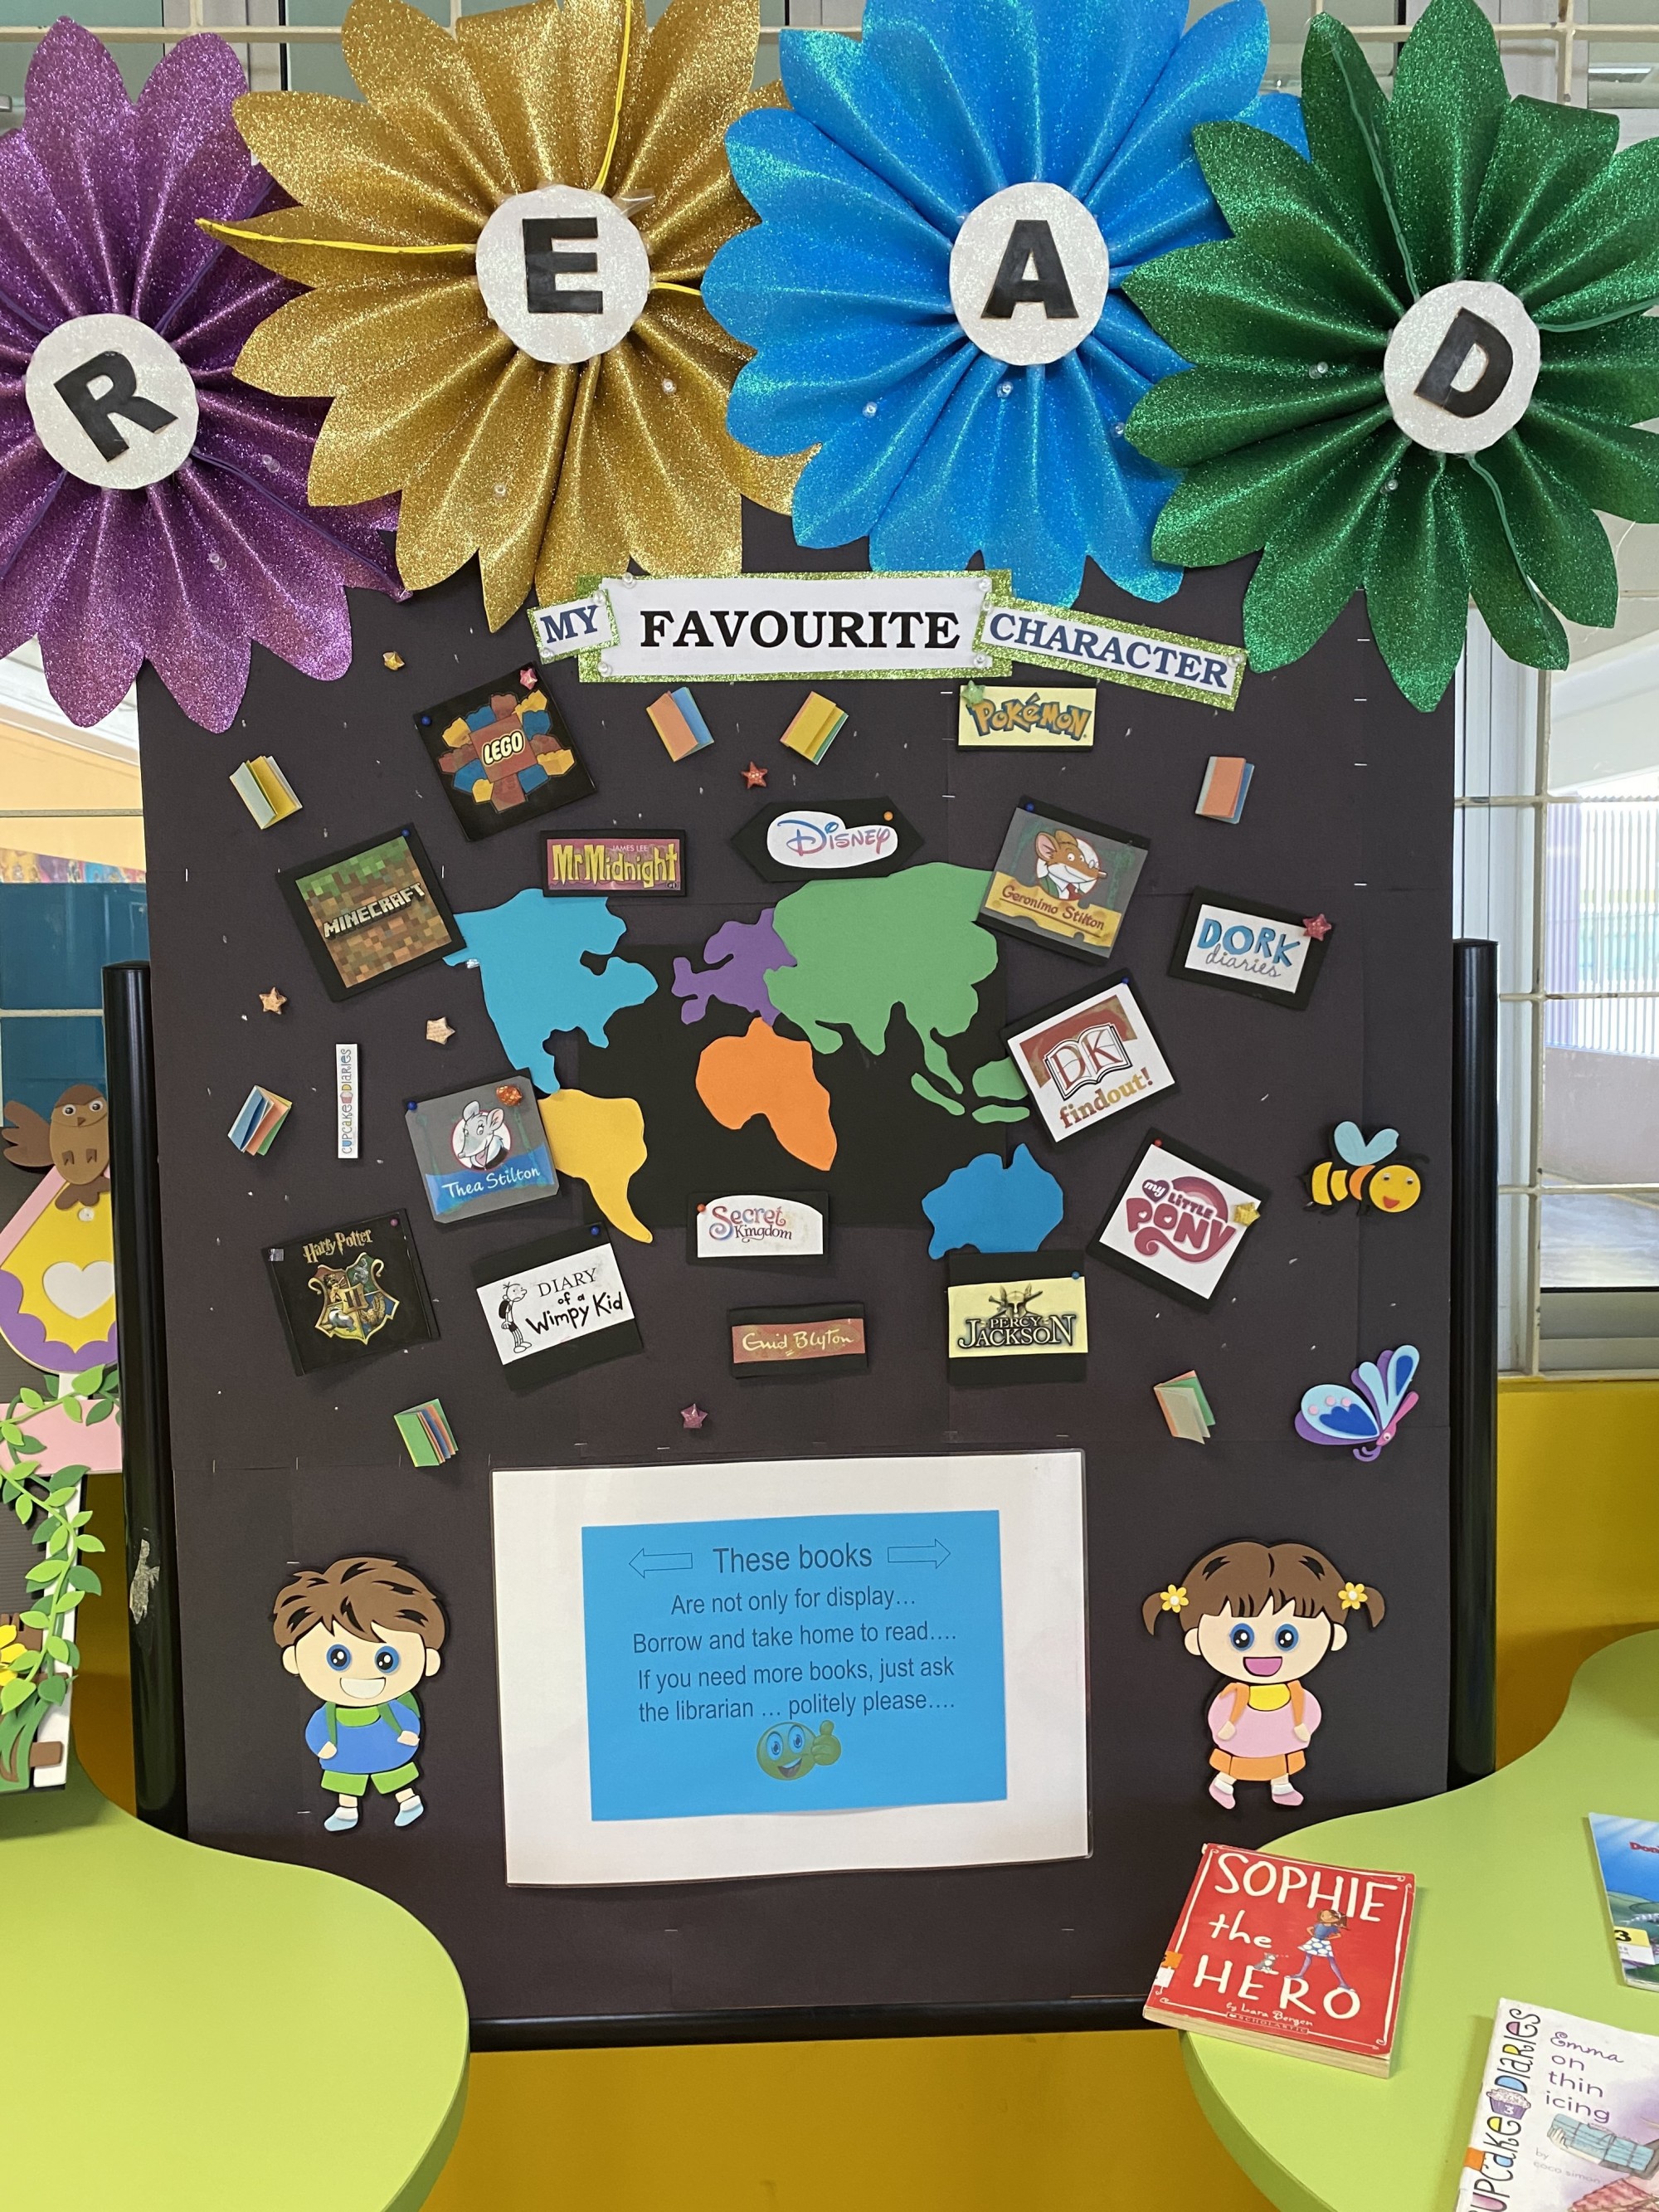 R E A D
MY FAVOURITE CHARACTER
LEGO
POKÉMON
JAMES LEE
Mr Midnight
DISNEY
MINECRAFT
Geronimo Stilton
DORK
diaries
CUPCAKE DIARIES
DK
findout!
Thea Stilton
Secret
Kingdom
my LITTLE
PONY
Harry Potter
DIARY
of a
Wimpy Kid
Enid Blyton
PERCY
JACKSON
These books
Are not only for display…
Borrow and take home to read….
If you need more books, just ask
the librarian … politely please….
SOPHIE
the
HERO
by Lara Bergen
SCHOLASTIC
3
CUPCAKE DIARIES
3
Emma
on
thin
icing
by
coco simon